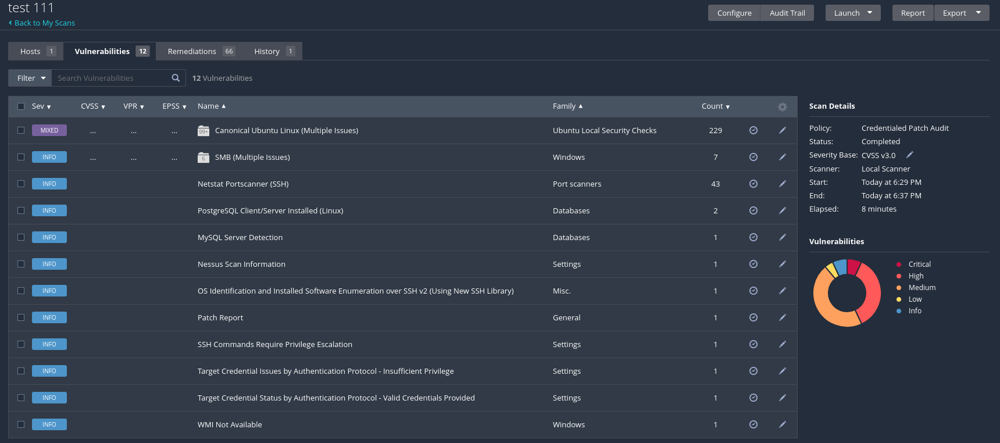 test 111
Back to My Scans
Configure Audit Trail Launch Report Export
Hosts 1 Vulnerabilities 12 Remediations 66 History 1
Filter Search Vulnerabilities 12 Vulnerabilities
Sev CVSS VPR EPSS Name Family Count
MIXED ... ... ... 99+ Canonical Ubuntu Linux (Multiple Issues) Ubuntu Local Security Checks 229
INFO ... ... ... 6 SMB (Multiple Issues) Windows 7
INFO Netstat Portscanner (SSH) Port scanners 43
INFO PostgreSQL Client/Server Installed (Linux) Databases 2
INFO MySQL Server Detection Databases 1
INFO Nessus Scan Information Settings 1
INFO OS Identification and Installed Software Enumeration over SSH v2 (Using New SSH Library) Misc. 1
INFO Patch Report General 1
INFO SSH Commands Require Privilege Escalation Settings 1
INFO Target Credential Issues by Authentication Protocol - Insufficient Privilege Settings 1
INFO Target Credential Status by Authentication Protocol - Valid Credentials Provided Settings 1
INFO WMI Not Available Windows 1
Scan Details
Policy: Credentialed Patch Audit
Status: Completed
Severity Base: CVSS v3.0
Scanner: Local Scanner
Start: Today at 6:29 PM
End: Today at 6:37 PM
Elapsed: 8 minutes
Vulnerabilities
Critical
High
Medium
Low
Info